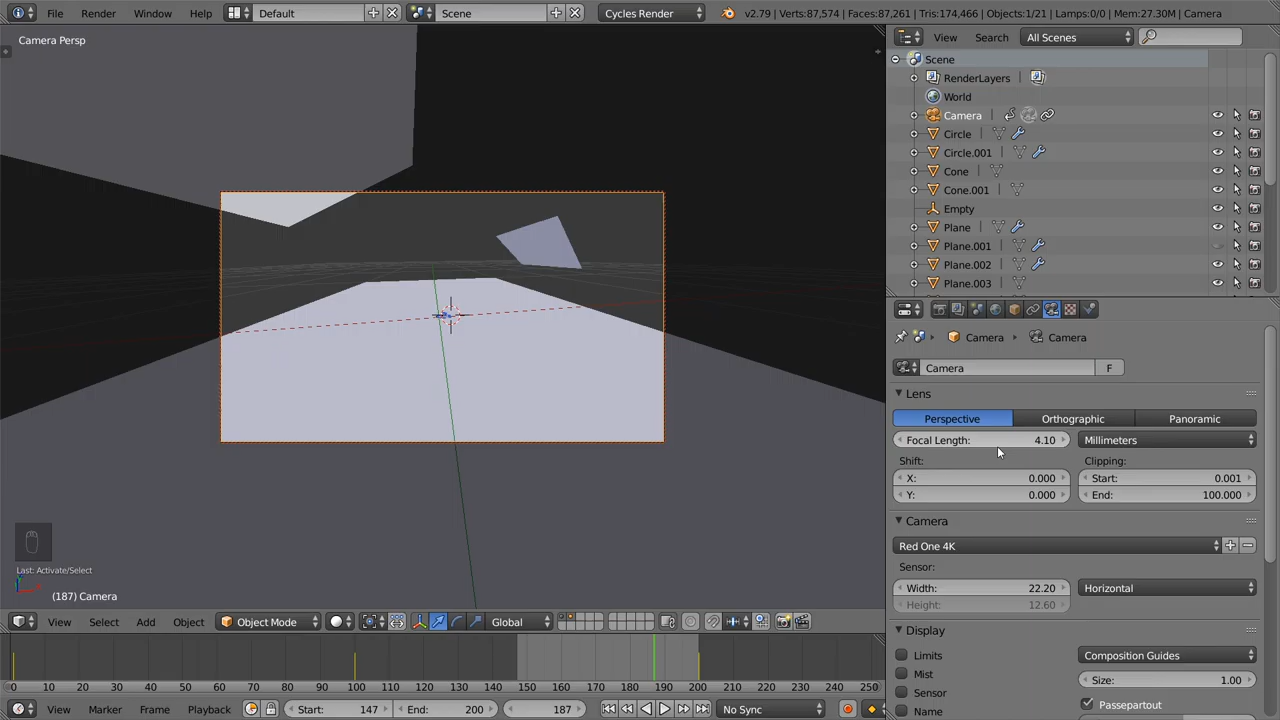 File Render Window Help Default Scene Cycles Render v2.79 | Verts:87,574 | Faces:87,261 | Tris:174,466 | Objects:1/21 | Lamps:0/0 | Mem:27.30M | Camera
Camera Persp
View Search All Scenes
Scene
RenderLayers
World
Camera
Circle
Circle.001
Cone
Cone.001
Empty
Plane
Plane.001
Plane.002
Plane.003
Camera Camera
Camera F
Lens
Perspective Orthographic Panoramic
Focal Length: 4.10 Millimeters
Shift: Clipping:
X: 0.000 Start: 0.001
Y: 0.000 End: 100.000
Camera
Red One 4K
Sensor:
Width: 22.20 Horizontal
Height: 12.60
Display
Limits Composition Guides
Mist Size: 1.00
Sensor
Passepartout
Name
Last: Activate/Select
(187) Camera
View Select Add Object Object Mode Global
0 10 20 30 40 50 60 70 80 90 100 110 120 130 140 150 160 170 180 190 200 210 220 230 240 250
View Marker Frame Playback Start: 147 End: 200 187 No Sync